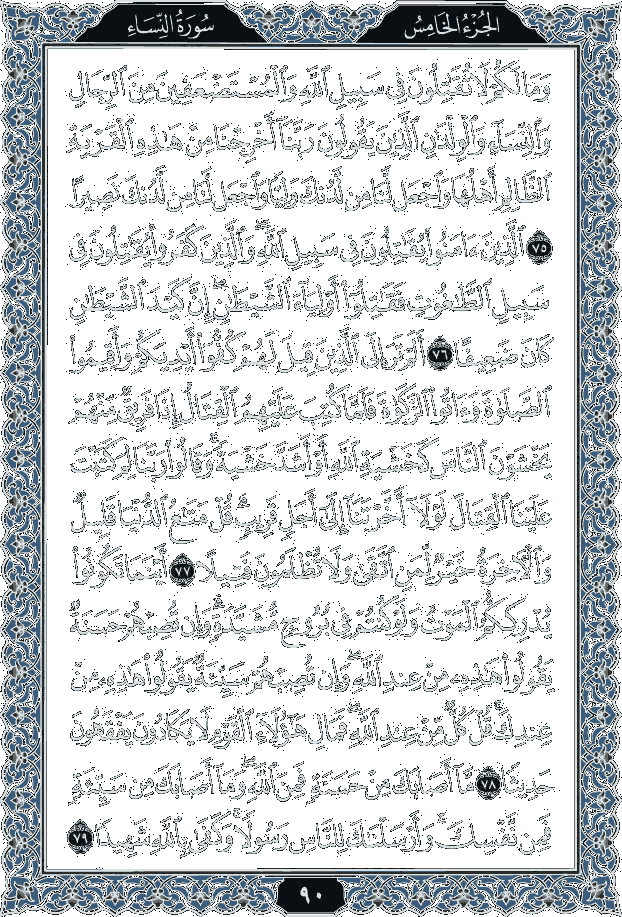 الجزء الخامس
سورة النساء
وَمَا لَكُمْ لَا تُقَٰتِلُونَ فِى سَبِيلِ ٱللَّهِ وَٱلْمُسْتَضْعَفِينَ مِنَ ٱلرِّجَالِ
وَٱلنِّسَآءِ وَٱلْوِلْدَٰنِ ٱلَّذِينَ يَقُولُونَ رَبَّنَآ أَخْرِجْنَا مِنْ هَٰذِهِ ٱلْقَرْيَةِ
ٱلظَّالِمِ أَهْلُهَا وَٱجْعَل لَّنَا مِن لَّدُنكَ وَلِيًّا وَٱجْعَل لَّنَا مِن لَّدُنكَ نَصِيرًا
٧٥ ٱلَّذِينَ ءَامَنُوا۟ يُقَٰتِلُونَ فِى سَبِيلِ ٱللَّهِ ۖ وَٱلَّذِينَ كَفَرُوا۟ يُقَٰتِلُونَ فِى
سَبِيلِ ٱلطَّٰغُوتِ فَقَٰتِلُوٓا۟ أَوْلِيَآءَ ٱلشَّيْطَٰنِ ۖ إِنَّ كَيْدَ ٱلشَّيْطَٰنِ
كَانَ ضَعِيفًا ٧٦ أَلَمْ تَرَ إِلَى ٱلَّذِينَ قِيلَ لَهُمْ كُفُّوٓا۟ أَيْدِيَكُمْ وَأَقِيمُوا۟
ٱلصَّلَوٰةَ وَءَاتُوا۟ ٱلزَّكَوٰةَ فَلَمَّا كُتِبَ عَلَيْهِمُ ٱلْقِتَالُ إِذَا فَرِيقٌ مِّنْهُمْ
يَخْشَوْنَ ٱلنَّاسَ كَخَشْيَةِ ٱللَّهِ أَوْ أَشَدَّ خَشْيَةً ۚ وَقَالُوا۟ رَبَّنَا لِمَ كَتَبْتَ
عَلَيْنَا ٱلْقِتَالَ لَوْلَآ أَخَّرْتَنَآ إِلَىٰٓ أَجَلٍ قَرِيبٍ ۗ قُلْ مَتَٰعُ ٱلدُّنْيَا قَلِيلٌ
وَٱلْءَاخِرَةُ خَيْرٌ لِّمَنِ ٱتَّقَىٰ وَلَا تُظْلَمُونَ فَتِيلًا ٧٧ أَيْنَمَا تَكُونُوا۟
يُدْرِككُّمُ ٱلْمَوْتُ وَلَوْ كُنتُمْ فِى بُرُوجٍ مُّشَيَّدَةٍ ۗ وَإِن تُصِبْهُمْ حَسَنَةٌ
يَقُولُوا۟ هَٰذِهِۦ مِنْ عِندِ ٱللَّهِ ۖ وَإِن تُصِبْهُمْ سَيِّئَةٌ يَقُولُوا۟ هَٰذِهِۦ مِنْ
عِندِكَ ۚ قُلْ كُلٌّ مِّنْ عِندِ ٱللَّهِ ۖ فَمَالِ هَٰٓؤُلَآءِ ٱلْقَوْمِ لَا يَكَادُونَ يَفْقَهُونَ
حَدِيثًا ٧٨ مَّآ أَصَابَكَ مِنْ حَسَنَةٍ فَمِنَ ٱللَّهِ ۖ وَمَآ أَصَابَكَ مِن سَيِّئَةٍ
فَمِن نَّفْسِكَ ۚ وَأَرْسَلْنَٰكَ لِلنَّاسِ رَسُولًا ۚ وَكَفَىٰ بِٱللَّهِ شَهِيدًا ٧٩
٩٠